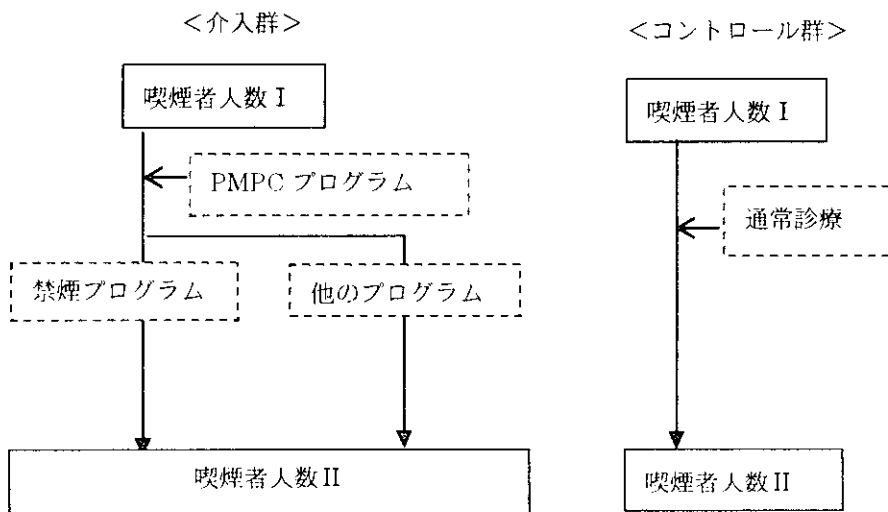 ＜介入群＞
＜コントロール群＞
喫煙者人数 I
喫煙者人数 I
PMPC プログラム
通常診療
禁煙プログラム
他のプログラム
喫煙者人数 II
喫煙者人数 II